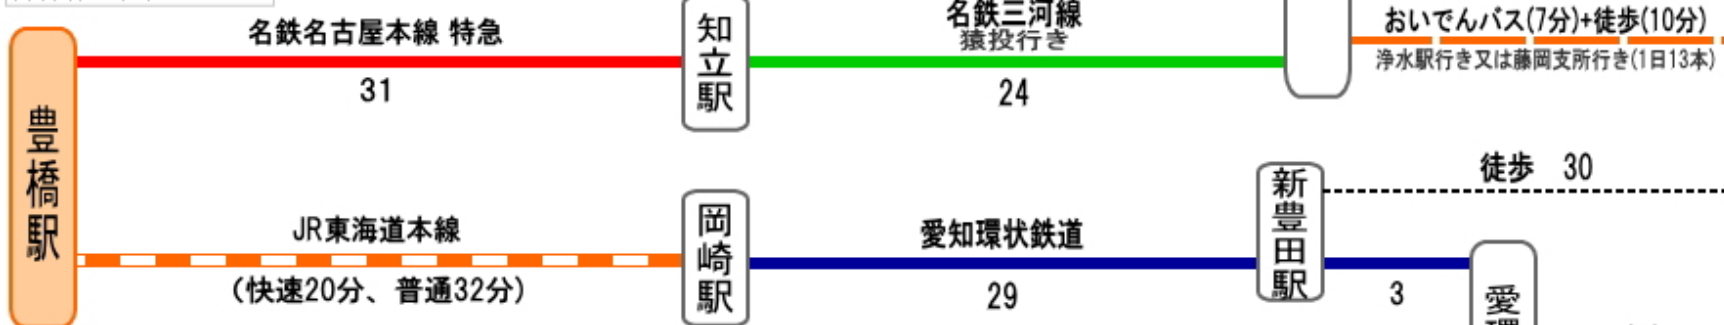 豊橋駅
名鉄名古屋本線 特急
31
知立駅
名鉄三河線
猿投行き
24
おいでんバス(7分)+徒歩(10分)
浄水駅行き又は藤岡支所行き(1日13本)
JR東海道本線
(快速20分、普通32分)
岡崎駅
愛知環状鉄道
29
新豊田駅
徒歩 30
3
愛